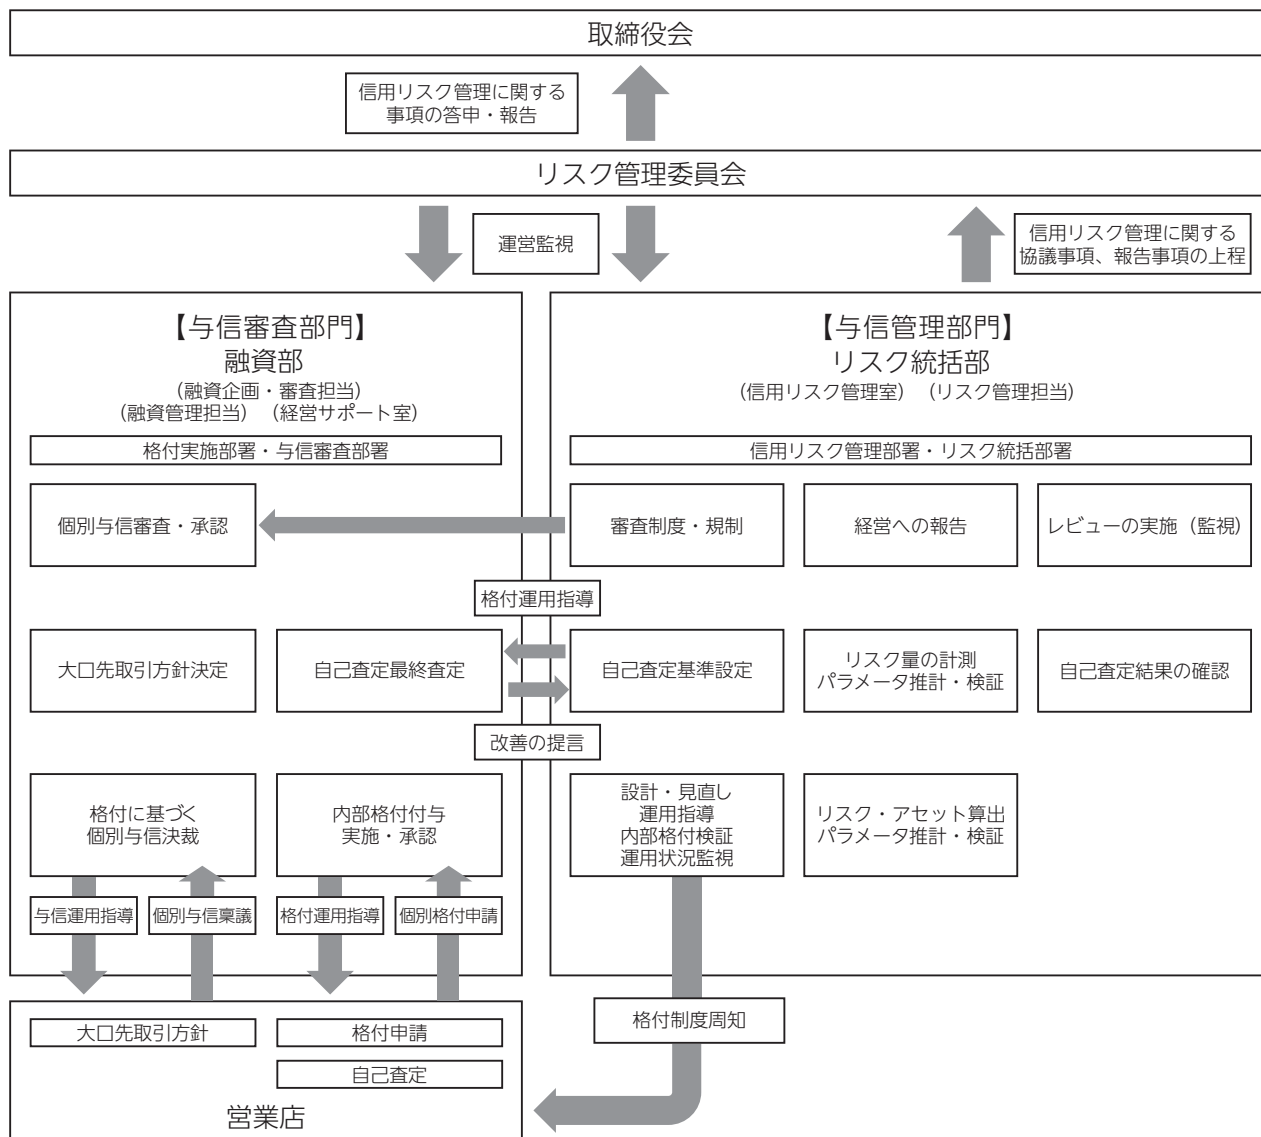 取締役会
信用リスク管理に関する
事項の答申・報告
リスク管理委員会
運営監視
信用リスク管理に関する
協議事項、報告事項の上程
【与信審査部門】
融資部
（融資企画・審査担当）
（融資管理担当）（経営サポート室）
格付実施部署・与信審査部署
【与信管理部門】
リスク統括部
（信用リスク管理室）（リスク管理担当）
信用リスク管理部署・リスク統括部署
個別与信審査・承認
審査制度・規制
経営への報告
レビューの実施（監視）
格付運用指導
大口先取引方針決定
自己査定最終査定
自己査定基準設定
リスク量の計測
パラメータ推計・検証
自己査定結果の確認
改善の提言
格付に基づく
個別与信決裁
内部格付付与
実施・承認
設計・見直し
運用指導
内部格付検証
運用状況監視
リスク・アセット算出
パラメータ推計・検証
与信運用指導
個別与信稟議
格付運用指導
個別格付申請
大口先取引方針
格付申請
自己査定
営業店
格付制度周知